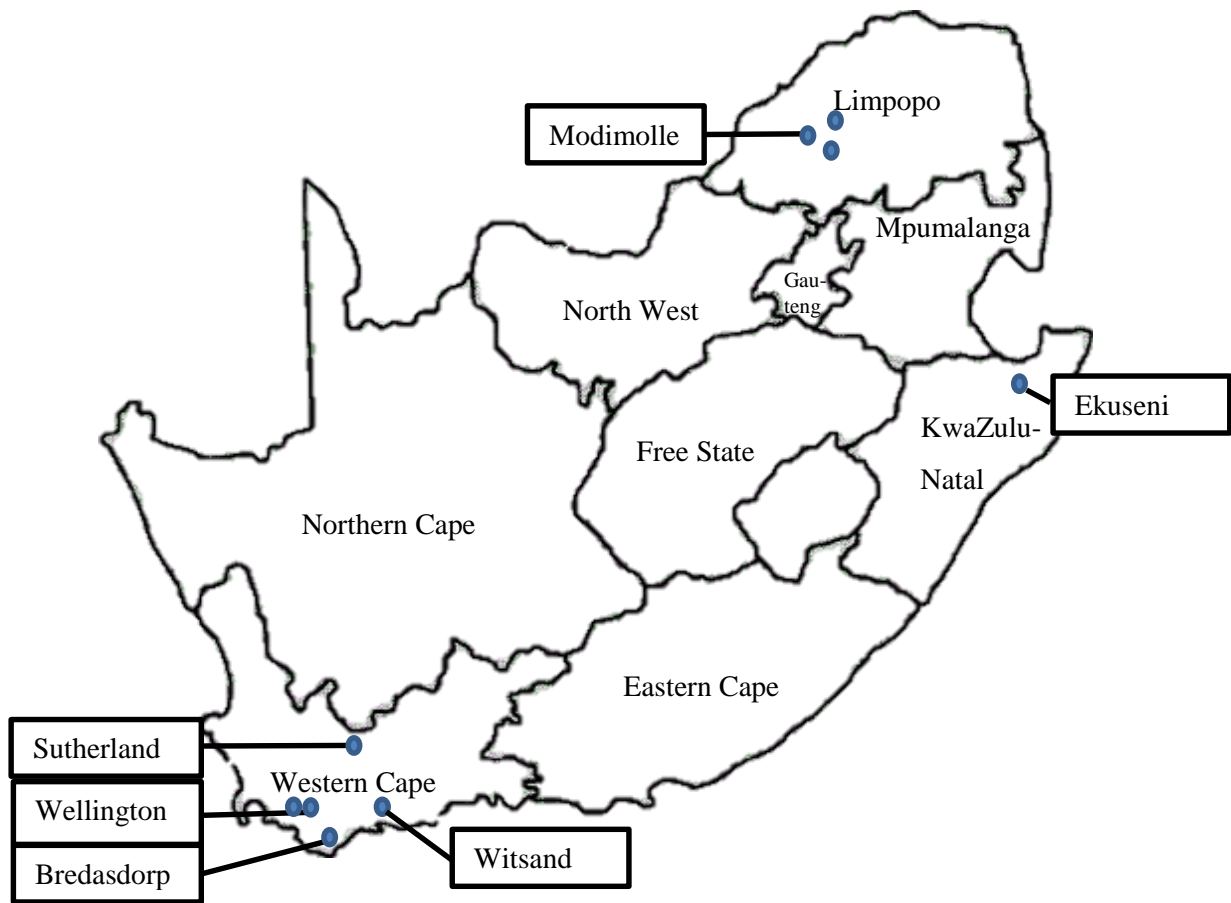 Limpopo
Modimolle
Mpumalanga
Gau-
teng
North West
Ekuseni
KwaZulu-
Natal
Free State
Northern Cape
Eastern Cape
Sutherland
Western Cape
Wellington
Witsand
Bredasdorp